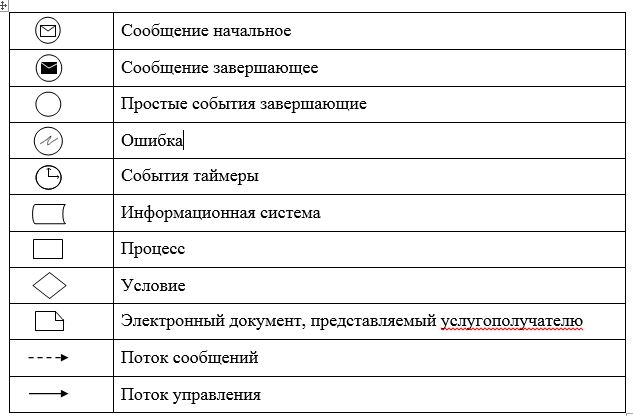 Сообщение начальное
Сообщение завершающее
Простые события завершающие
Ошибка
События таймеры
Информационная система
Процесс
Условие
Электронный документ, представляемый услугополучателю
Поток сообщений
Поток управления